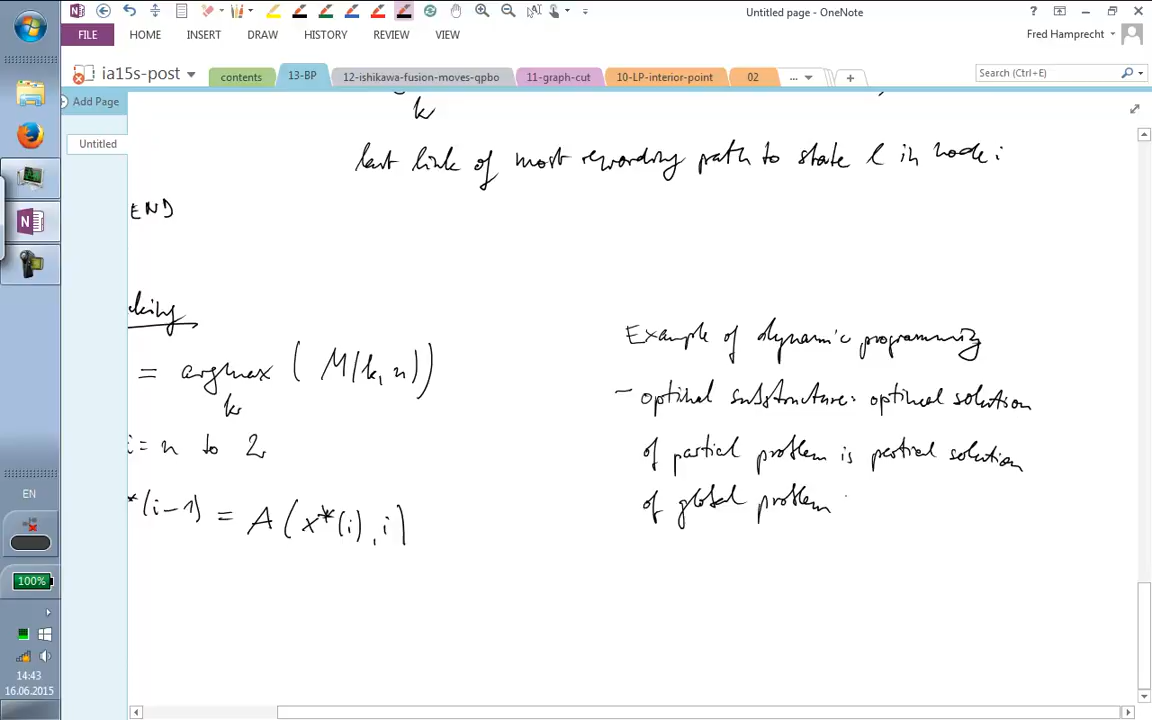 Untitled page - OneNote
FILE HOME INSERT DRAW HISTORY REVIEW VIEW
Fred Hamprecht
ia15s-post contents 13-BP 12-ishikawa-fusion-moves-qpbo 11-graph-cut 10-LP-interior-point 02 ...
Search (Ctrl+E)
Add Page
Untitled
k
last link of most rewarding path to state l in node i
END
aking
= argmax ( M(k, n))
k
i = n to 2
*(i-1) = A(x*(i), i)
Example of dynamic programming
- optimal substructure: optimal solution
of partial problem is partial solution
of global problem
EN
100%
14:43
16.06.2015